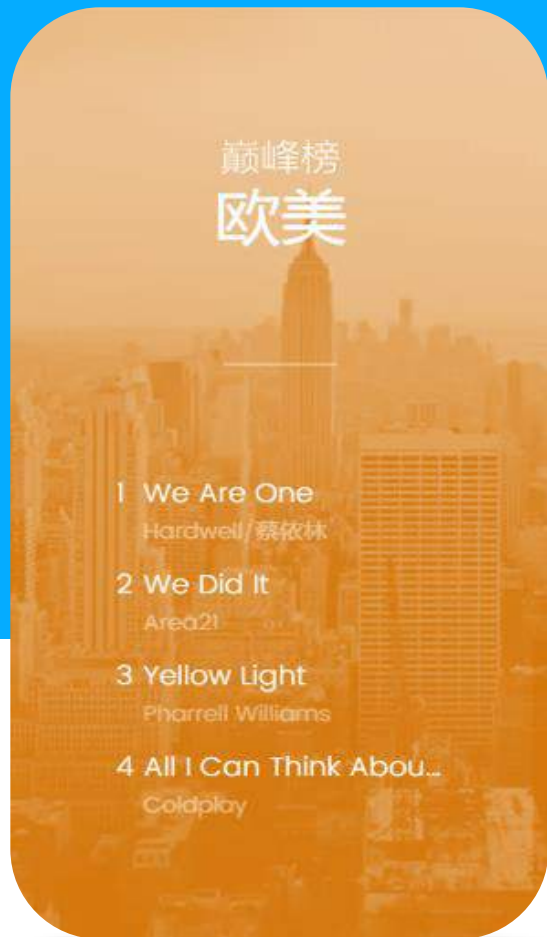 巅峰榜
欧美
1 We Are One
Hardwell/蔡依林
2 We Did It
Area21
3 Yellow Light
Pharrell Williams
4 All I Can Think Abou...
Coldplay